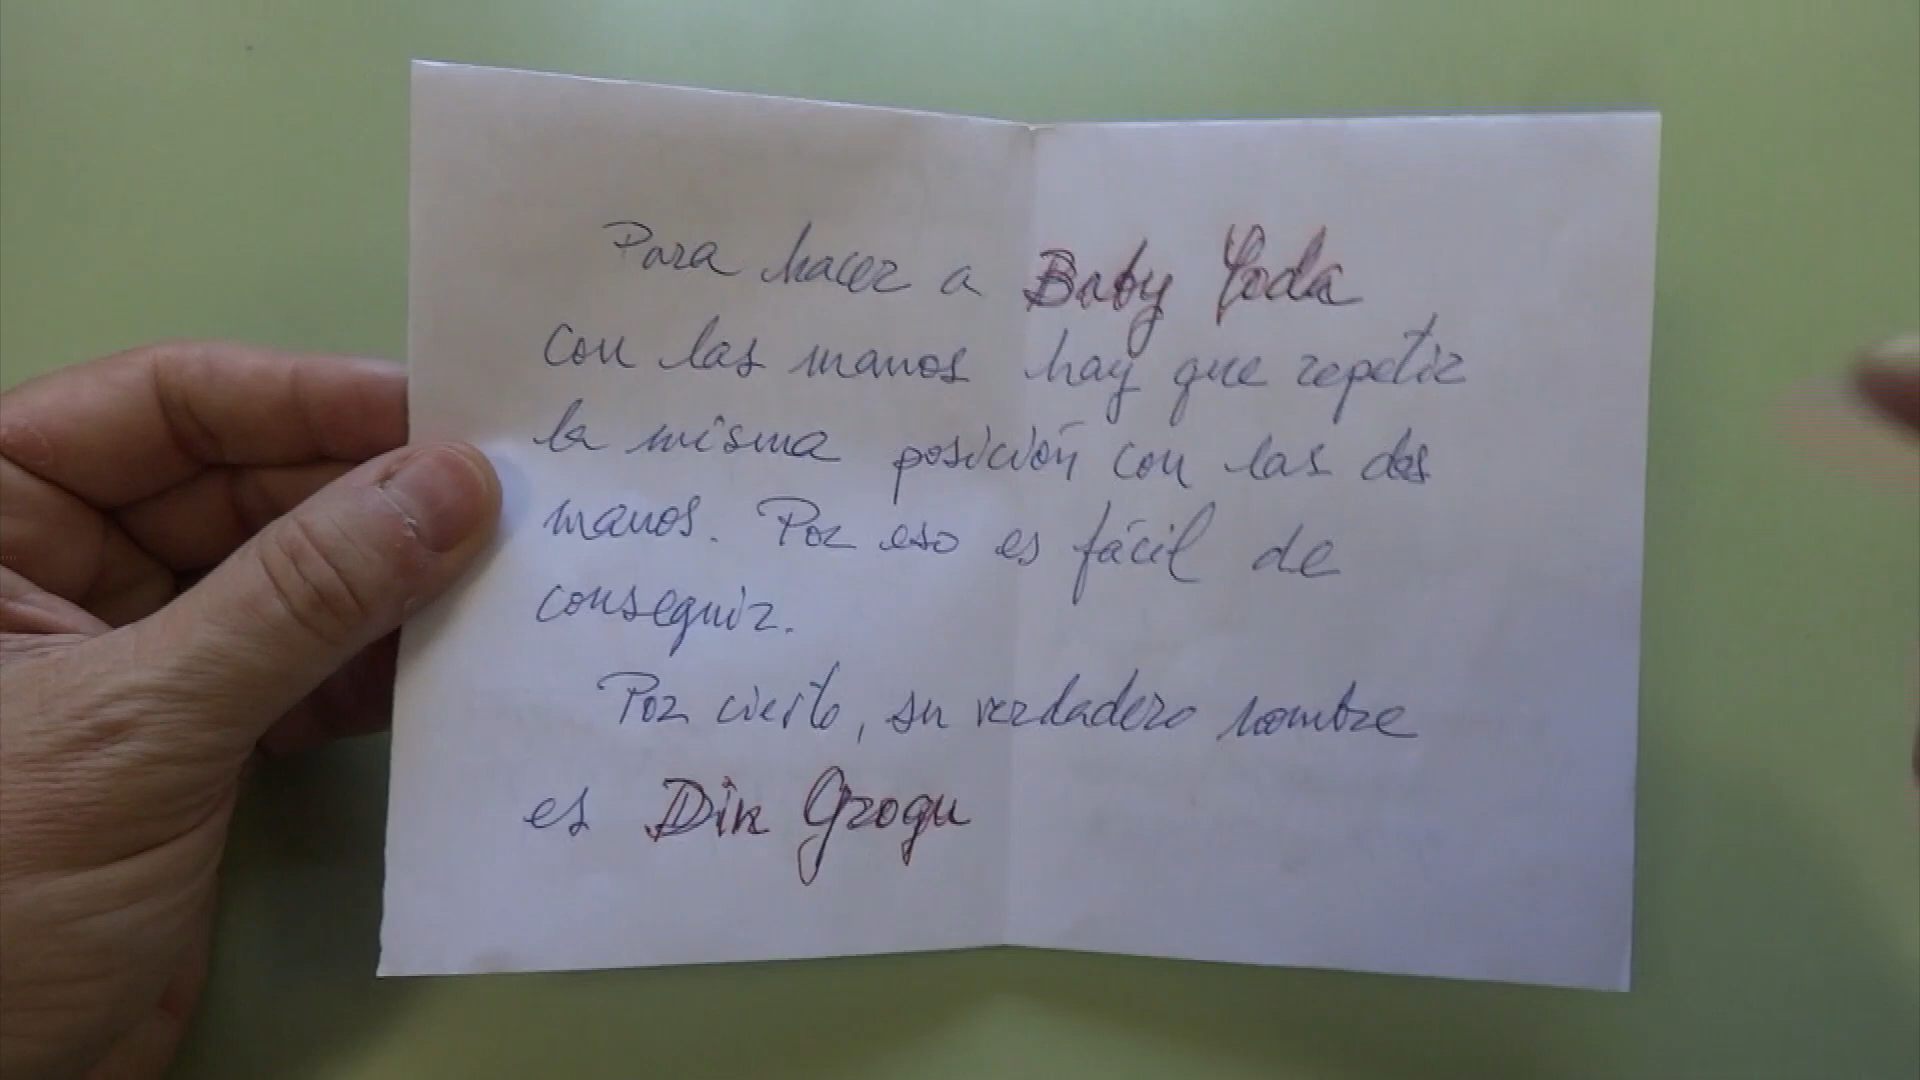 Para hacer a Baby Yoda
con las manos hay que repetir
la misma posición con las dos
manos. Por eso es fácil de
conseguir.
Por cierto, su verdadero nombre
es Din Grogu